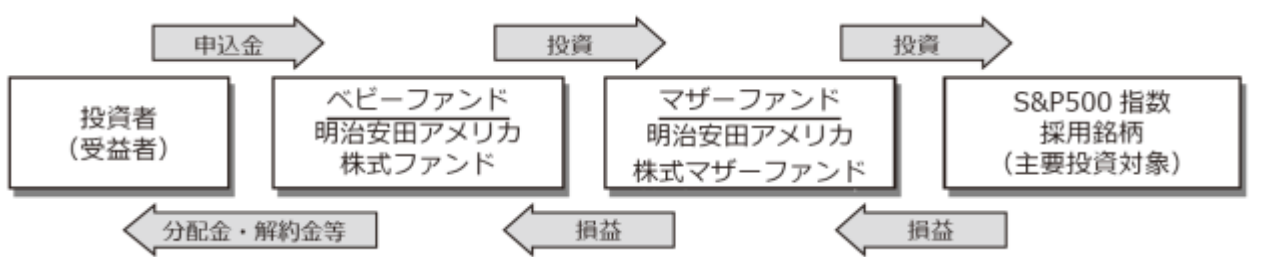 申込金
投資
投資
投資者
（受益者）
ベビーファンド
明治安田アメリカ
株式ファンド
マザーファンド
明治安田アメリカ
株式マザーファンド
S&P500 指数
採用銘柄
（主要投資対象）
分配金・解約金等
損益
損益